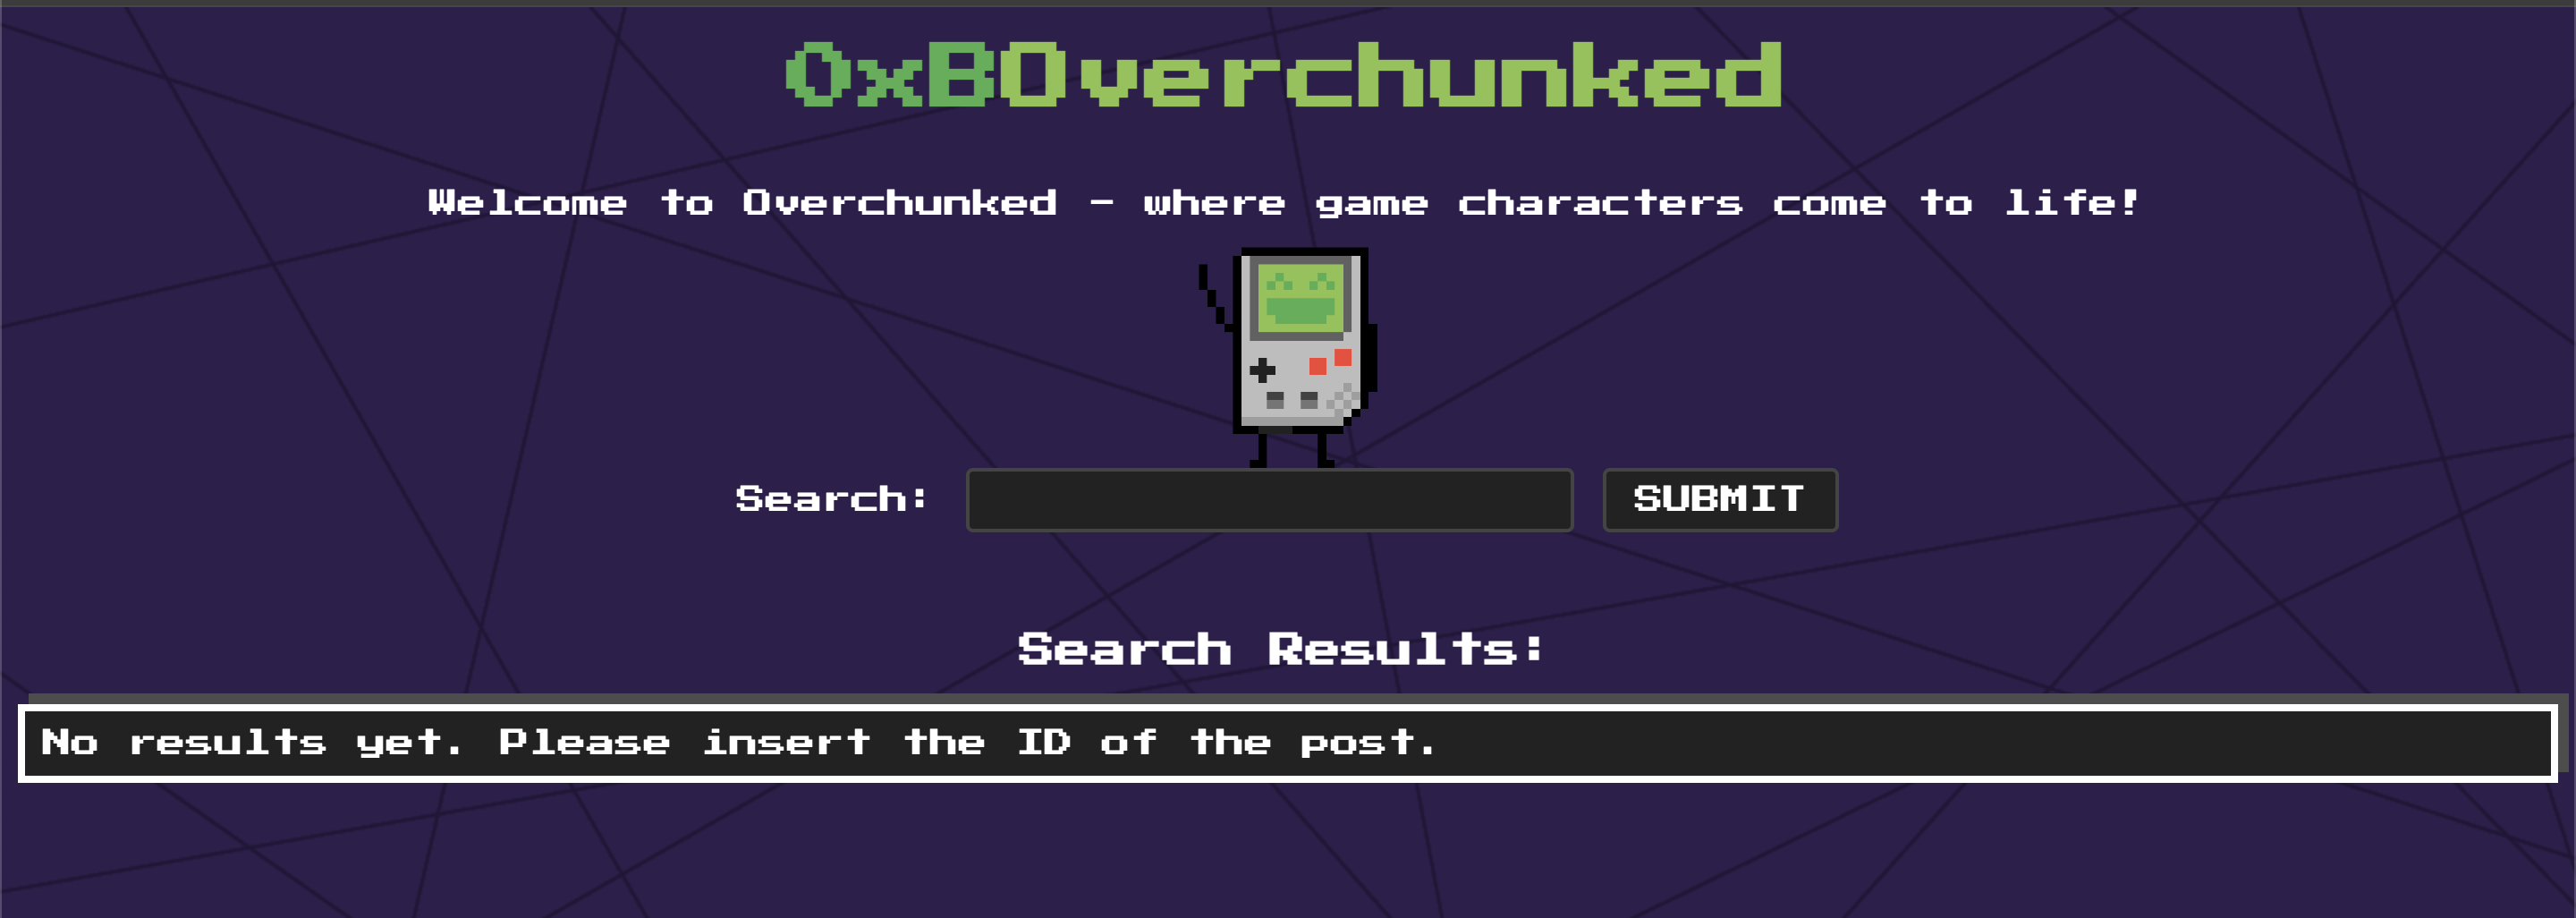 0xBOverchunked
Welcome to Overchunked - where game characters come to life!
Search:
SUBMIT
Search Results:
No results yet. Please insert the ID of the post.